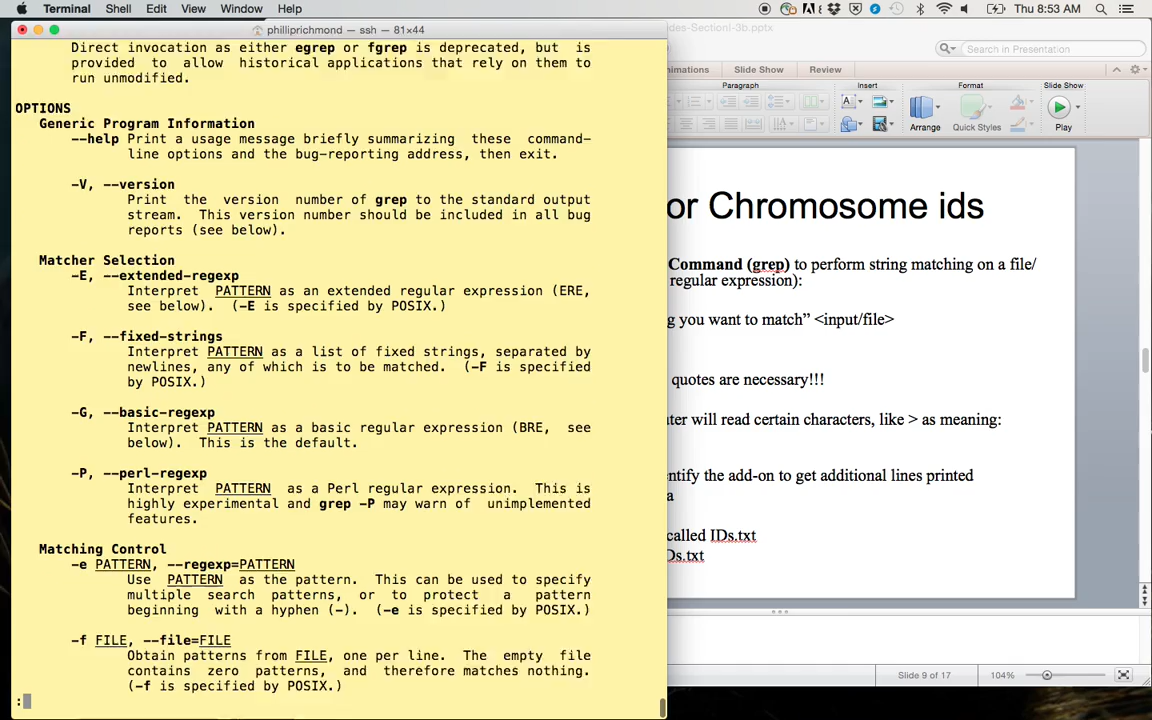 Terminal Shell Edit View Window Help Thu 8:53 AM
philliprichmond — ssh — 81×44
Direct invocation as either egrep or fgrep is deprecated, but is
provided to allow historical applications that rely on them to
run unmodified.
OPTIONS
Generic Program Information
--help Print a usage message briefly summarizing these command-
line options and the bug-reporting address, then exit.
-V, --version
Print the version number of grep to the standard output
stream. This version number should be included in all bug
reports (see below).
Matcher Selection
-E, --extended-regexp
Interpret PATTERN as an extended regular expression (ERE,
see below). (-E is specified by POSIX.)
-F, --fixed-strings
Interpret PATTERN as a list of fixed strings, separated by
newlines, any of which is to be matched. (-F is specified
by POSIX.)
-G, --basic-regexp
Interpret PATTERN as a basic regular expression (BRE, see
below). This is the default.
-P, --perl-regexp
Interpret PATTERN as a Perl regular expression. This is
highly experimental and grep -P may warn of unimplemented
features.
Matching Control
-e PATTERN, --regexp=PATTERN
Use PATTERN as the pattern. This can be used to specify
multiple search patterns, or to protect a pattern
beginning with a hyphen (-). (-e is specified by POSIX.)
-f FILE, --file=FILE
Obtain patterns from FILE, one per line. The empty file
contains zero patterns, and therefore matches nothing.
(-f is specified by POSIX.)
:
des-SectionI-3b.pptx
Search in Presentation
nimations Slide Show Review
Paragraph Insert Format Slide Show
Arrange Quick Styles Play
or Chromosome ids
Command (grep) to perform string matching on a file/
regular expression):
g you want to match” <input/file>
quotes are necessary!!!
uter will read certain characters, like > as meaning:
entify the add-on to get additional lines printed
a
called IDs.txt
Ds.txt
Slide 9 of 17 104%